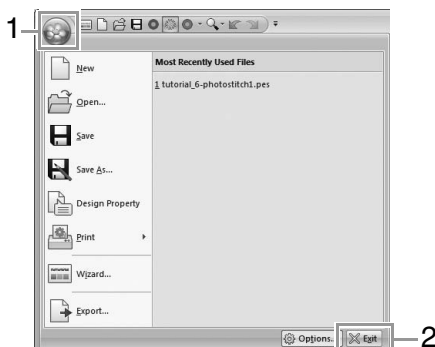 1
New
Open...
Save
Save As...
Design Property
Print
Wizard...
Export...
Most Recently Used Files
1 tutorial_6-photostitch1.pes
Options...
Exit
2